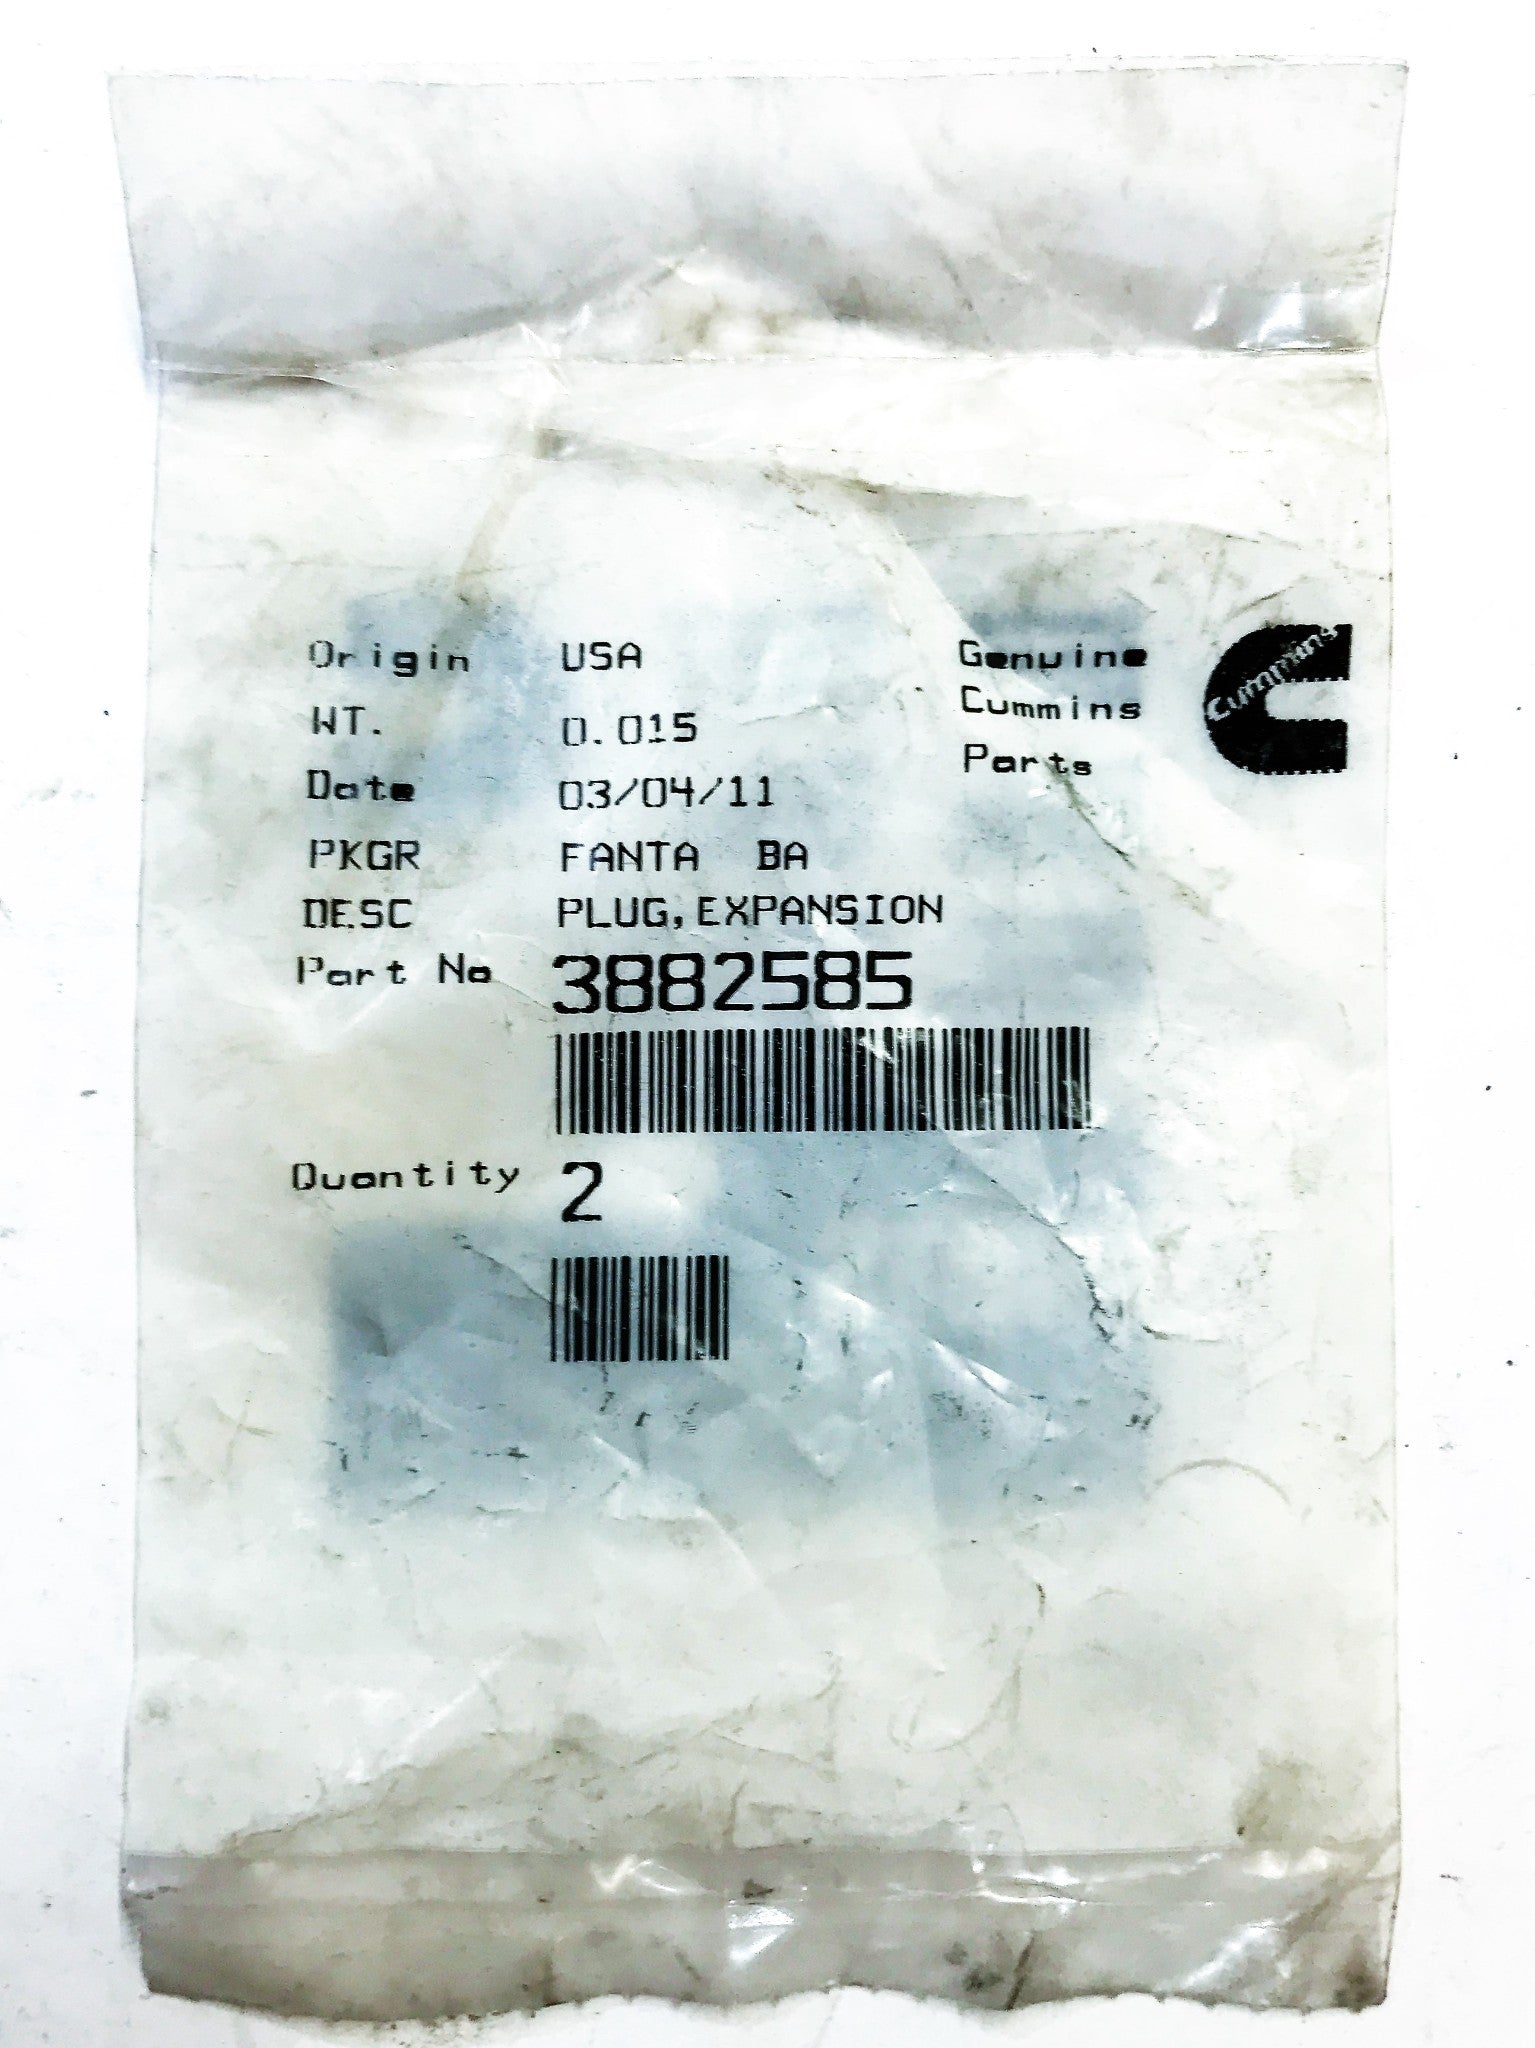 Origin USA
WT. 0.015
Date 03/04/11
PKGR FANTA BA
DESC PLUG,EXPANSION
Part No 3882585
Quantity 2
Genuine
Cummins
Parts
Cummins